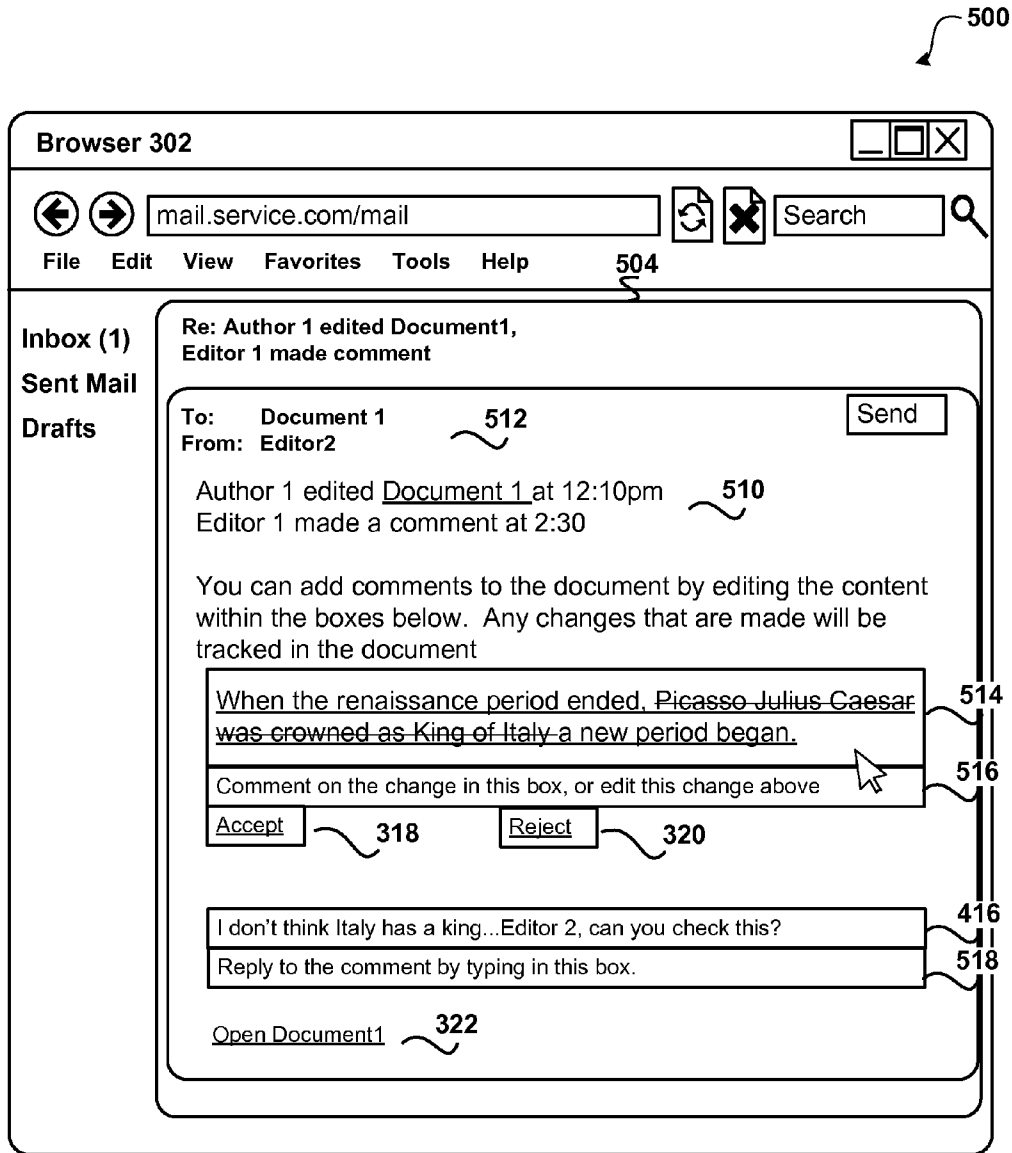 500
Browser 302
mail.service.com/mail
Search
File Edit View Favorites Tools Help
504
Inbox (1)
Sent Mail
Drafts
Re: Author 1 edited Document1,
Editor 1 made comment
To: Document 1
From: Editor2
512
Send
Author 1 edited Document 1 at 12:10pm
Editor 1 made a comment at 2:30
510
You can add comments to the document by editing the content
within the boxes below. Any changes that are made will be
tracked in the document
When the renaissance period ended, Picasso Julius Caesar
was crowned as King of Italy a new period began.
514
Comment on the change in this box, or edit this change above
516
Accept
318
Reject
320
I don't think Italy has a king...Editor 2, can you check this?
416
Reply to the comment by typing in this box.
518
Open Document1
322